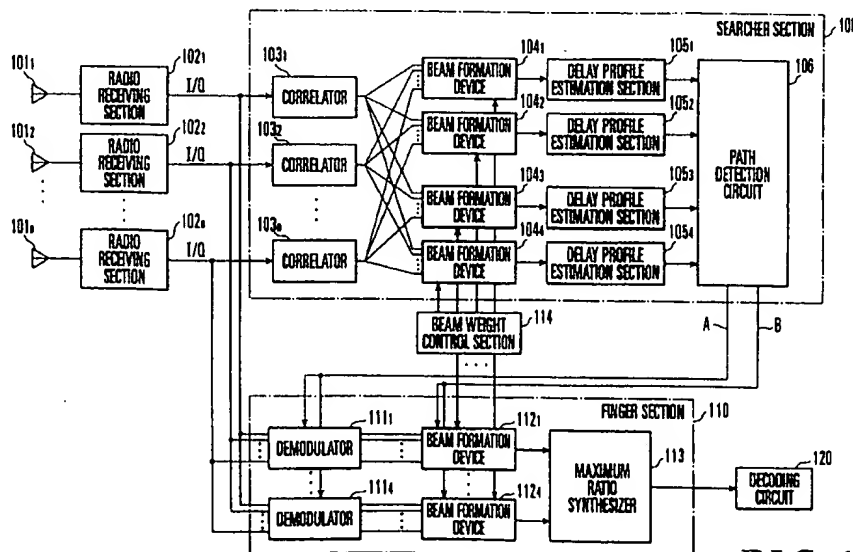 SEARCHER SECTION
101₁
RADIO RECEIVING SECTION
102₁
I/Q
103₁
CORRELATOR
BEAM FORMATION DEVICE
104₁
DELAY PROFILE ESTIMATION SECTION
105₁
106
PATH DETECTION CIRCUIT
101₂
RADIO RECEIVING SECTION
102₂
I/Q
103₂
CORRELATOR
BEAM FORMATION DEVICE
104₂
DELAY PROFILE ESTIMATION SECTION
105₂
BEAM FORMATION DEVICE
104₃
DELAY PROFILE ESTIMATION SECTION
105₃
RADIO RECEIVING SECTION
I/Q
CORRELATOR
BEAM FORMATION DEVICE
104₄
DELAY PROFILE ESTIMATION SECTION
105₄
BEAM WEIGHT CONTROL SECTION
114
A
B
FINGER SECTION
110
DEMODULATOR
111₁
BEAM FORMATION DEVICE
112₁
MAXIMUM RATIO SYNTHESIZER
113
DECODING CIRCUIT
120
DEMODULATOR
111₄
BEAM FORMATION DEVICE
112₄